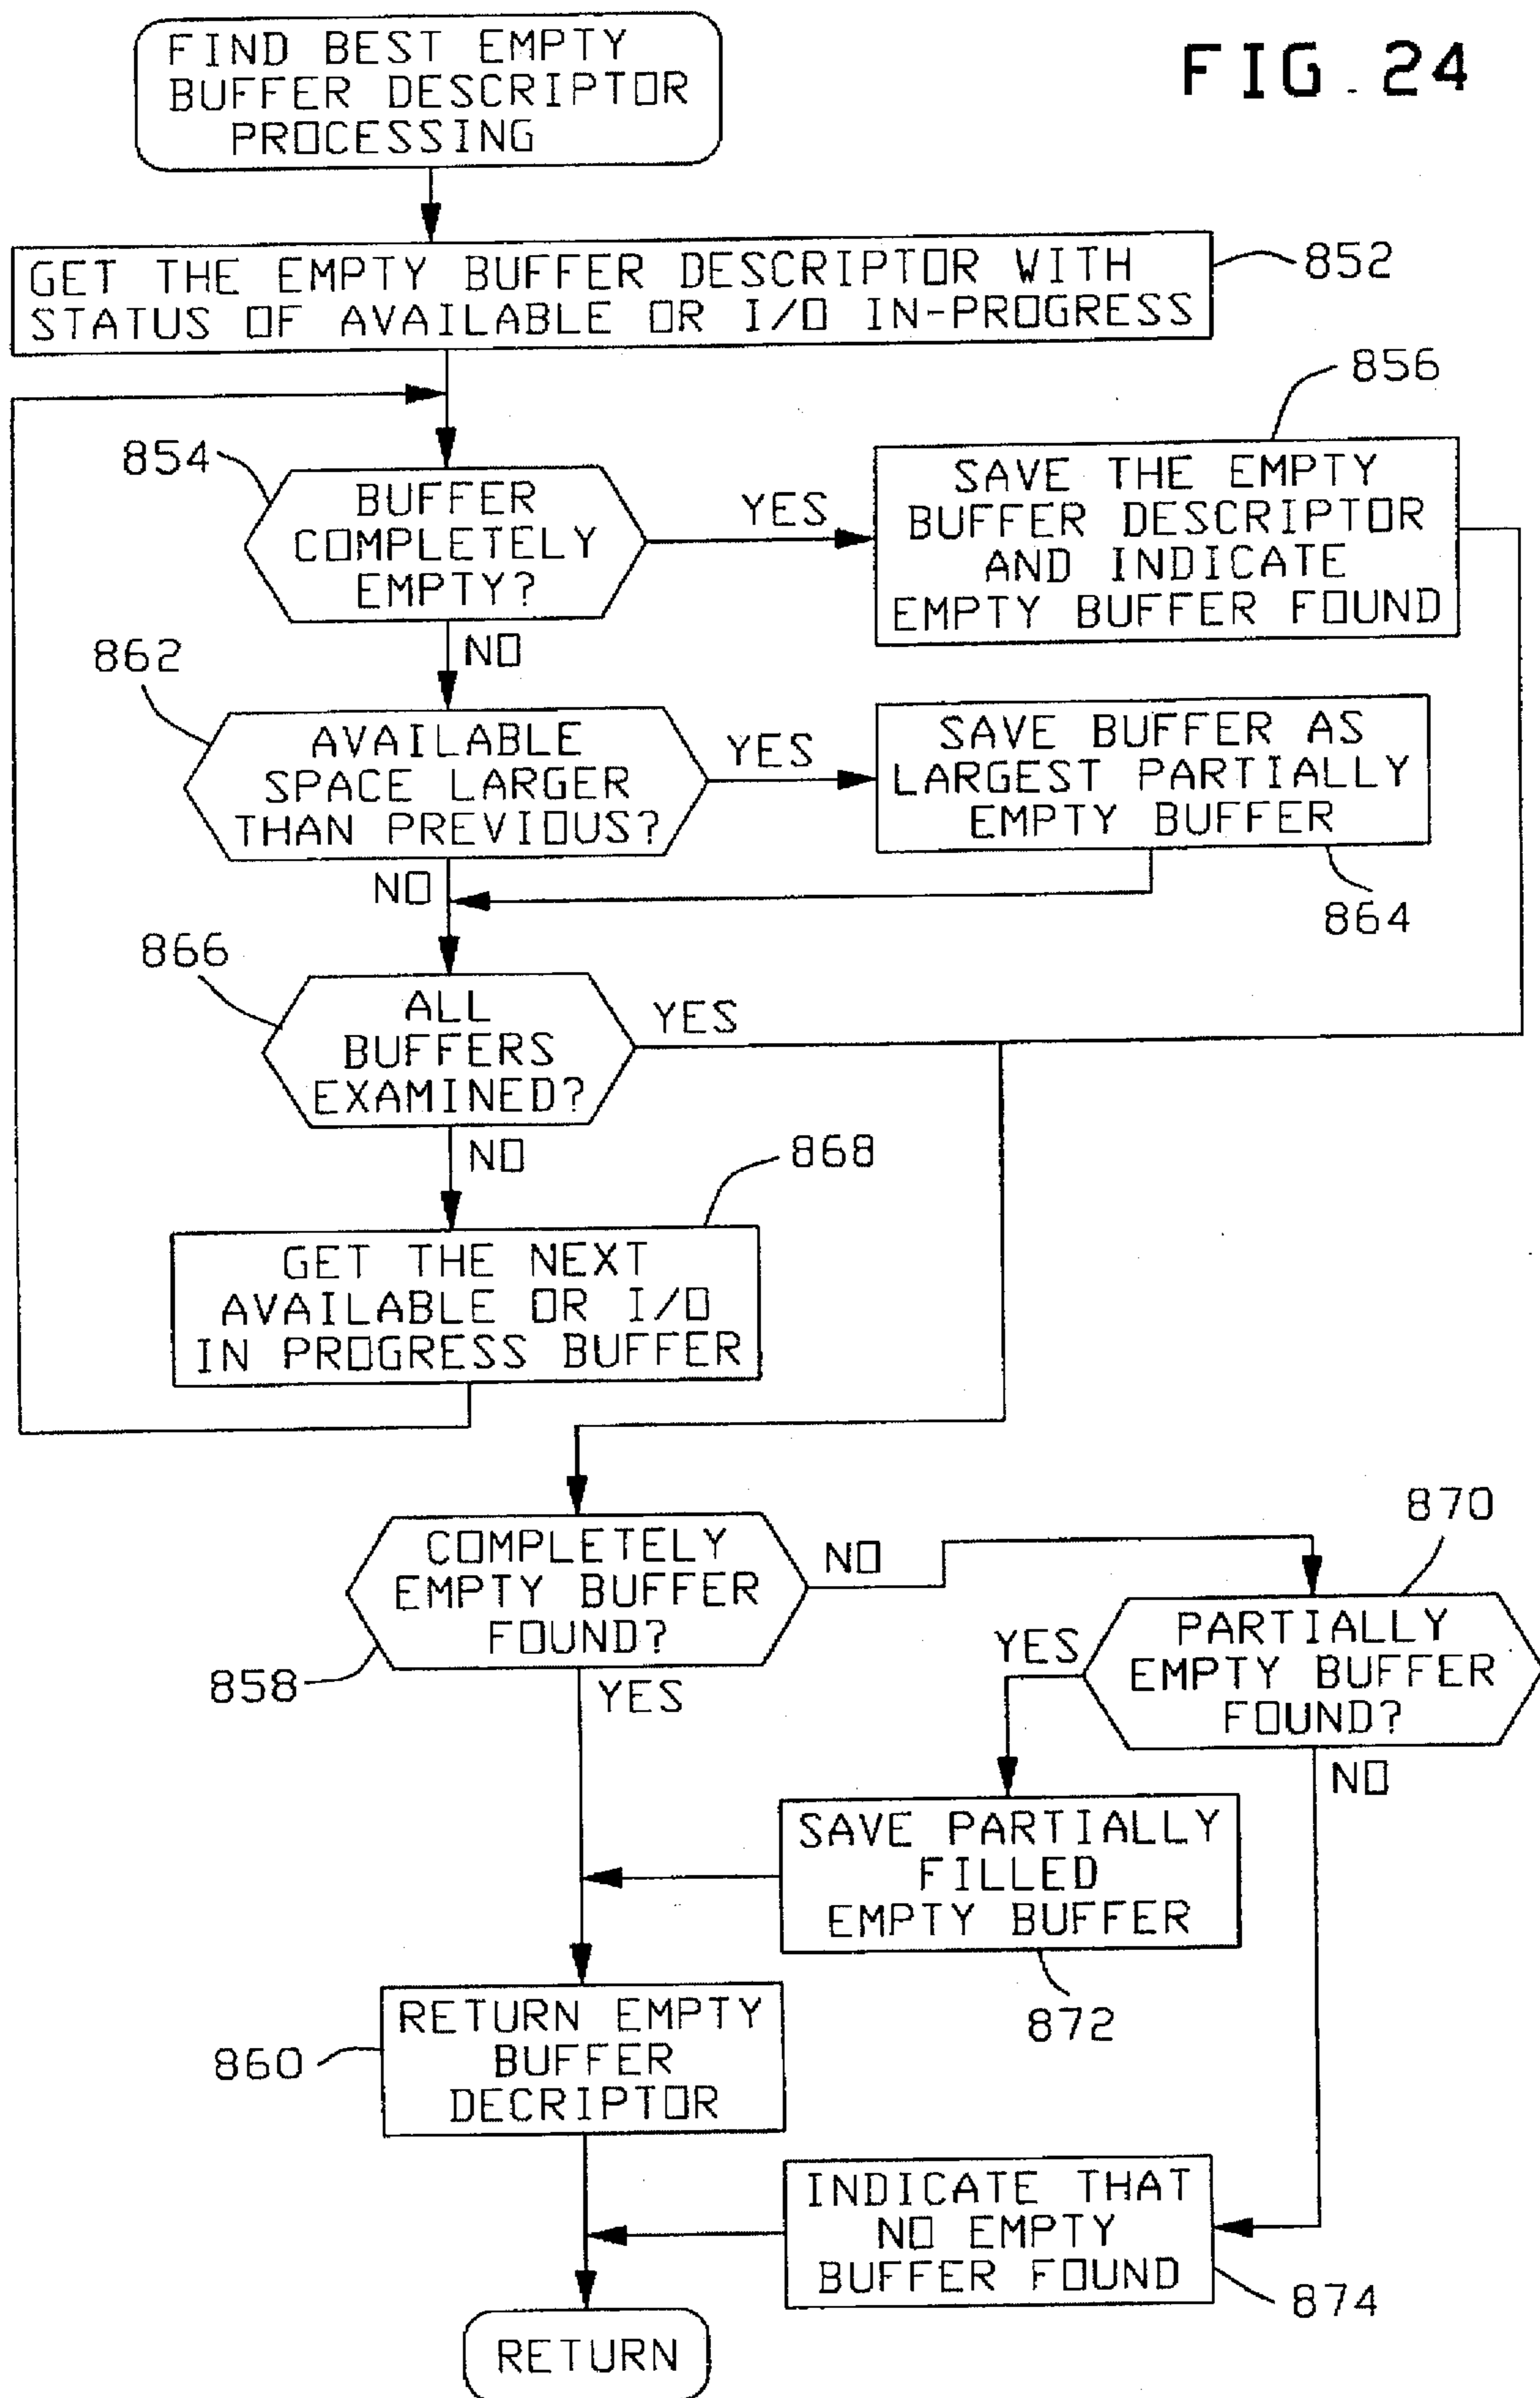 FIND BEST EMPTY
BUFFER DESCRIPTOR
PROCESSING
FIG. 24
GET THE EMPTY BUFFER DESCRIPTOR WITH
STATUS OF AVAILABLE OR I/O IN-PROGRESS
852
854
BUFFER
COMPLETELY
EMPTY?
YES
NO
856
SAVE THE EMPTY
BUFFER DESCRIPTOR
AND INDICATE
EMPTY BUFFER FOUND
862
AVAILABLE
SPACE LARGER
THAN PREVIOUS?
YES
NO
SAVE BUFFER AS
LARGEST PARTIALLY
EMPTY BUFFER
864
866
ALL
BUFFERS
EXAMINED?
YES
NO
868
GET THE NEXT
AVAILABLE OR I/O
IN PROGRESS BUFFER
COMPLETELY
EMPTY BUFFER
FOUND?
NO
858
YES
870
PARTIALLY
EMPTY BUFFER
FOUND?
YES
NO
SAVE PARTIALLY
FILLED
EMPTY BUFFER
872
860
RETURN EMPTY
BUFFER
DECRIPTOR
INDICATE THAT
NO EMPTY
BUFFER FOUND
874
RETURN